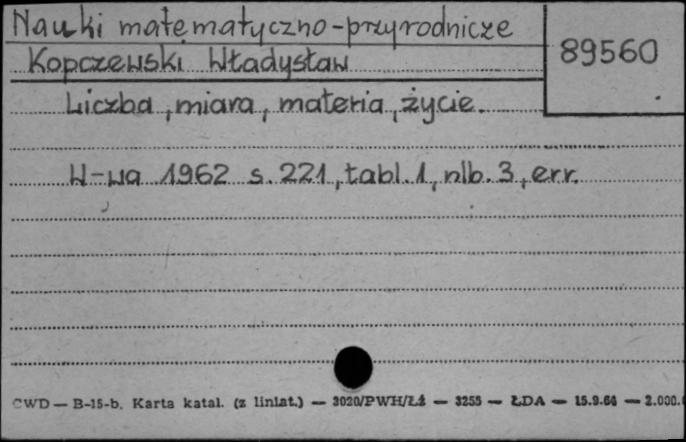 Nauki matematyczno-przyrodnicze
89560
Kopczewski Władysław
Liczba, miara, materia, życie.
W-wa 1962 s. 221, tabl. 1, nlb. 3, err.
CWD — B-15-b. Karta katal. (z liniat.) — 3020/PWH/Łż — 3255 — ŁDA — 15.9.64 — 2.000.